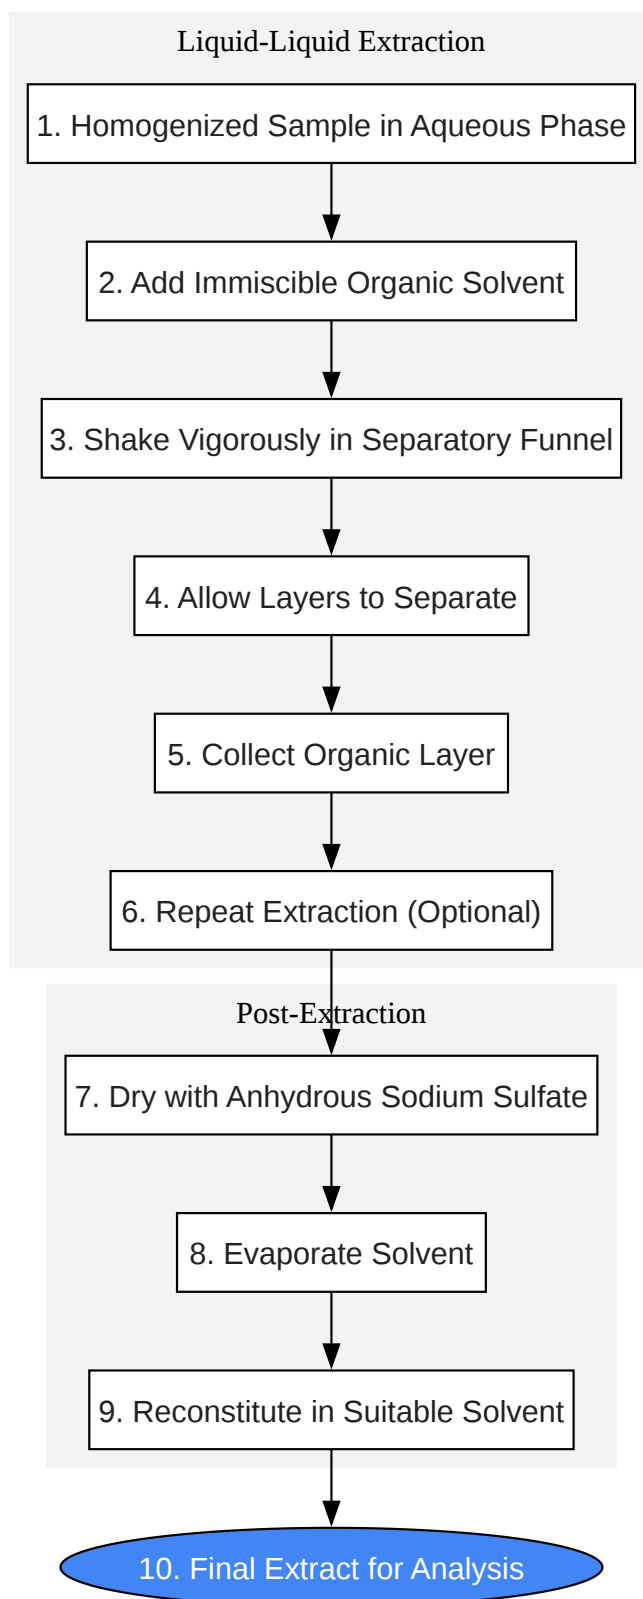 Liquid-Liquid Extraction
1. Homogenized Sample in Aqueous Phase
2. Add Immiscible Organic Solvent
3. Shake Vigorously in Separatory Funnel
4. Allow Layers to Separate
5. Collect Organic Layer
6. Repeat Extraction (Optional)
Post-Extraction
7. Dry with Anhydrous Sodium Sulfate
8. Evaporate Solvent
9. Reconstitute in Suitable Solvent
10. Final Extract for Analysis